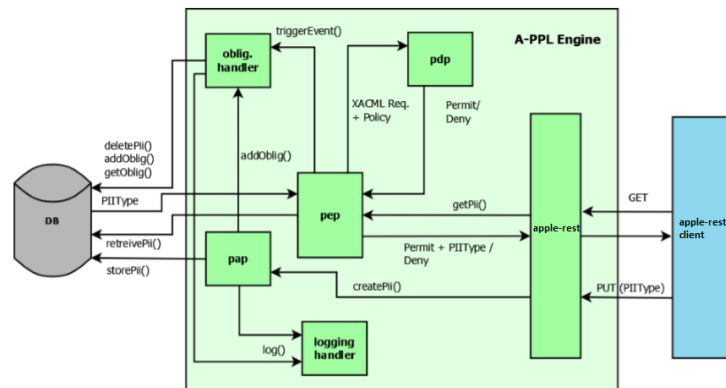 A-PPL Engine
triggerEvent()
oblig.
handler
pdp
XACML Req.
+ Policy
Permit/
Deny
deletePii()
addOblig()
getOblig()
addOblig()
PIIType
DB
pep
getPii()
apple-rest
GET
apple-rest
client
retreivePii()
pap
Permit + PIIType /
Deny
storePii()
createPii()
PUT (PIIType)
log()
logging
handler